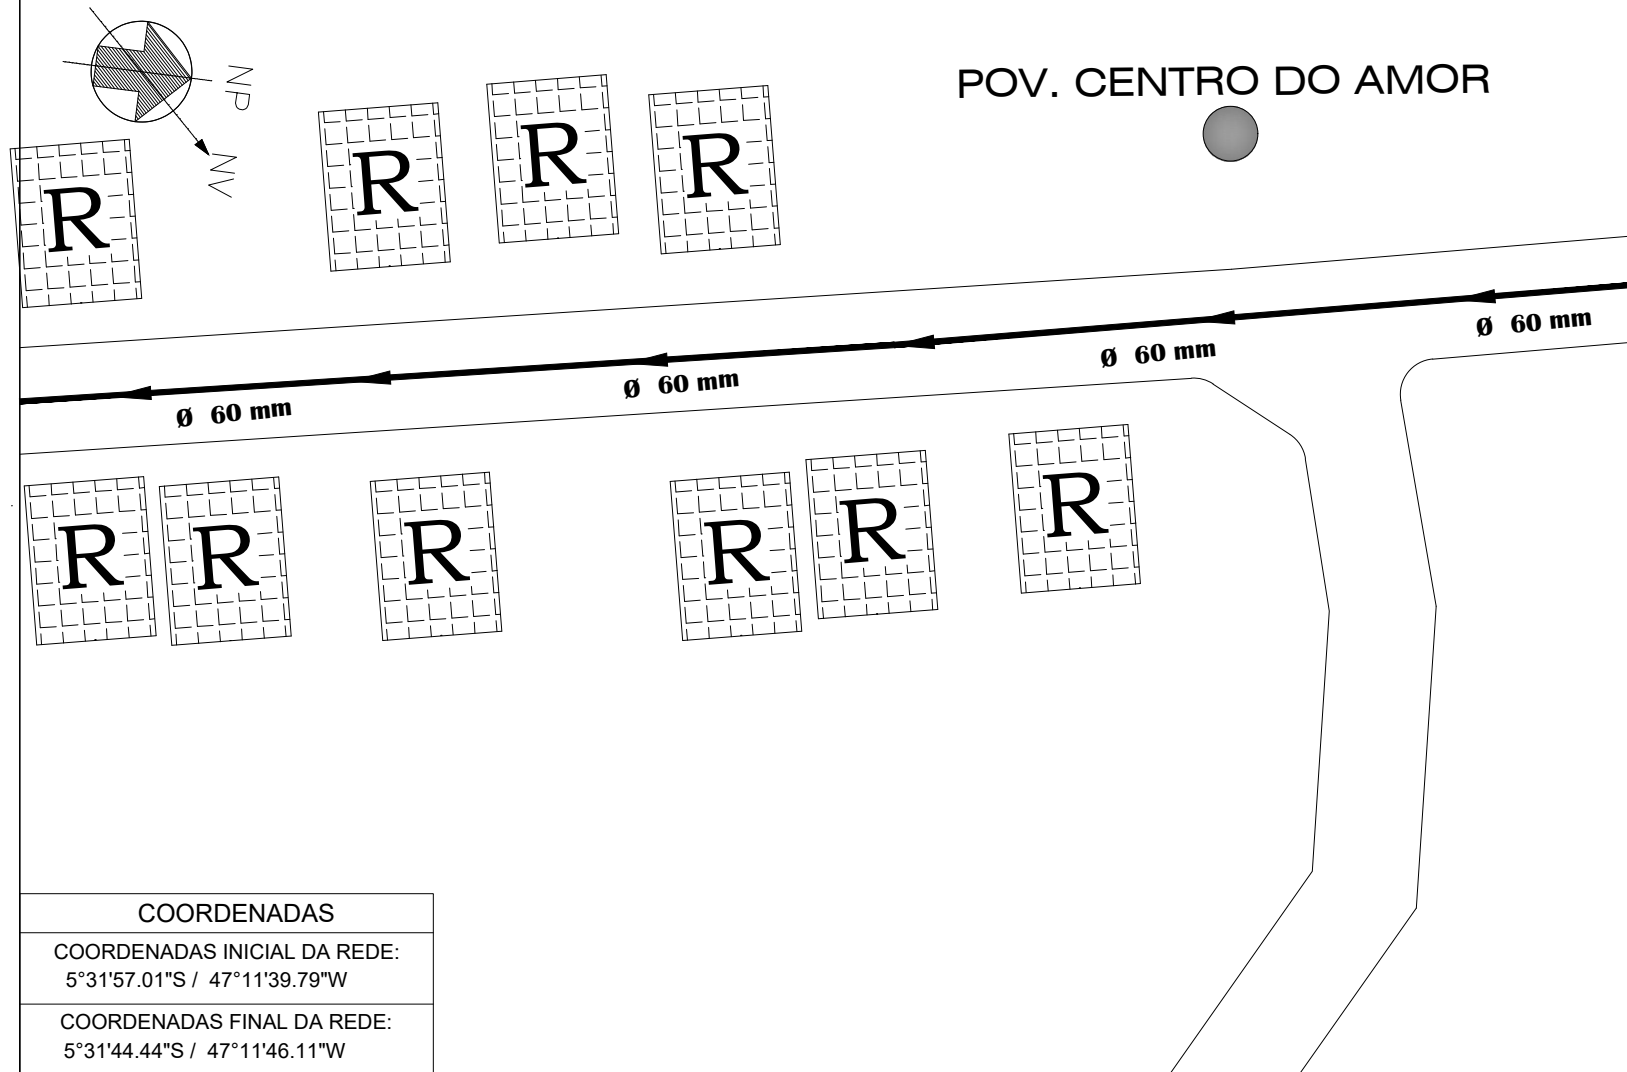 NP
NV
POV. CENTRO DO AMOR
R
R
R
R
Ø 60 mm
Ø 60 mm
Ø 60 mm
Ø 60 mm
R
R
R
R
R
R
COORDENADAS
COORDENADAS INICIAL DA REDE:
5°31'57.01"S / 47°11'39.79"W
COORDENADAS FINAL DA REDE:
5°31'44.44"S / 47°11'46.11"W